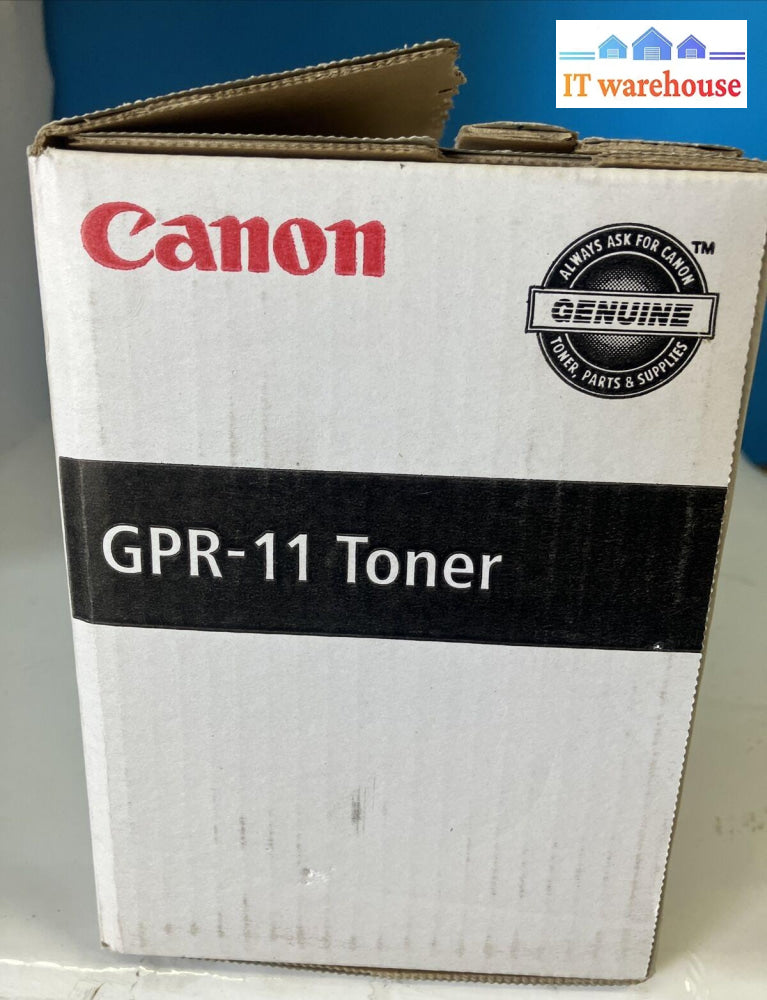 IT warehouse
Canon
ALWAYS ASK FOR CANON
TM
GENUINE
TONER, PARTS & SUPPLIES
GPR-11 Toner